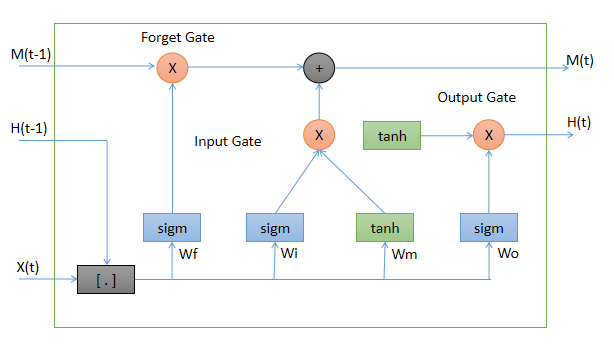 Forget Gate
M(t-1)
X
+
M(t)
Output Gate
H(t-1)
Input Gate
X
tanh
X
H(t)
sigm
sigm
tanh
sigm
Wf
Wi
Wm
Wo
X(t)
[ . ]